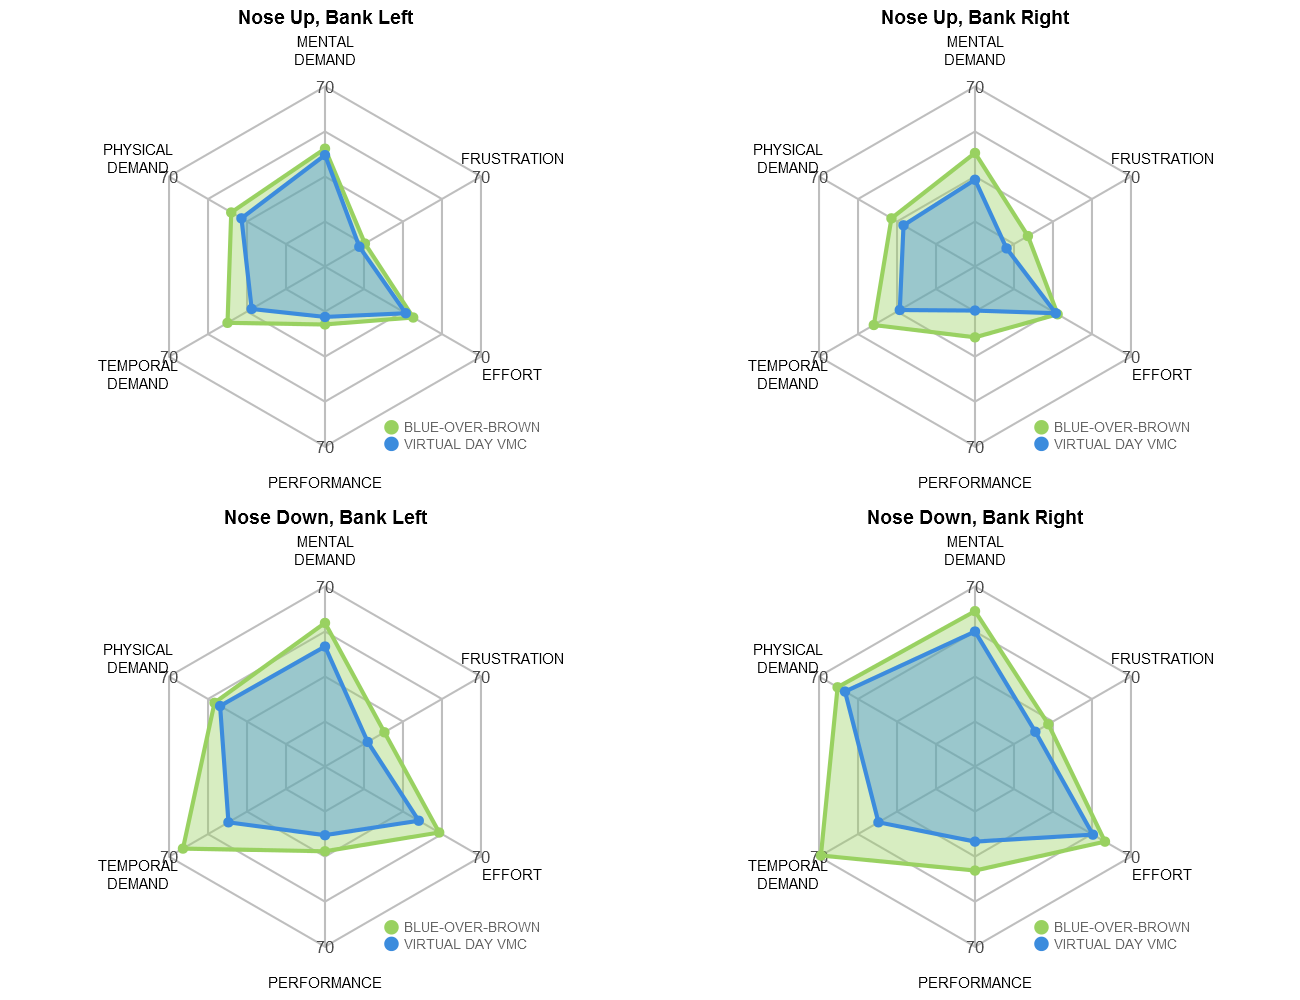 Nose Up, Bank Left
MENTAL
DEMAND
70
PHYSICAL
DEMAND
70
FRUSTRATION
70
TEMPORAL
DEMAND
70
EFFORT
70
BLUE-OVER-BROWN
VIRTUAL DAY VMC
70
PERFORMANCE
Nose Up, Bank Right
MENTAL
DEMAND
70
PHYSICAL
DEMAND
70
FRUSTRATION
70
TEMPORAL
DEMAND
70
EFFORT
70
BLUE-OVER-BROWN
VIRTUAL DAY VMC
70
PERFORMANCE
Nose Down, Bank Left
MENTAL
DEMAND
70
PHYSICAL
DEMAND
70
FRUSTRATION
70
TEMPORAL
DEMAND
70
EFFORT
70
BLUE-OVER-BROWN
VIRTUAL DAY VMC
70
PERFORMANCE
Nose Down, Bank Right
MENTAL
DEMAND
70
PHYSICAL
DEMAND
70
FRUSTRATION
70
TEMPORAL
DEMAND
70
EFFORT
70
BLUE-OVER-BROWN
VIRTUAL DAY VMC
70
PERFORMANCE